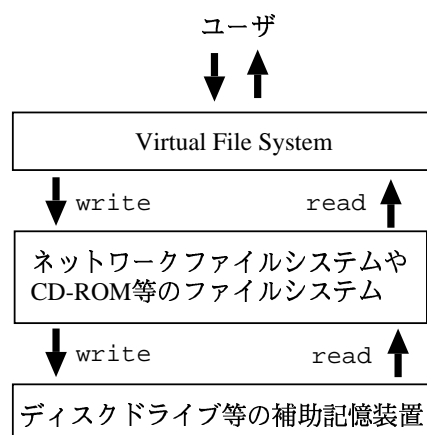 ユーザ
Virtual File System
write read
ネットワークファイルシステムや
CD-ROM等のファイルシステム
write read
ディスクドライブ等の補助記憶装置